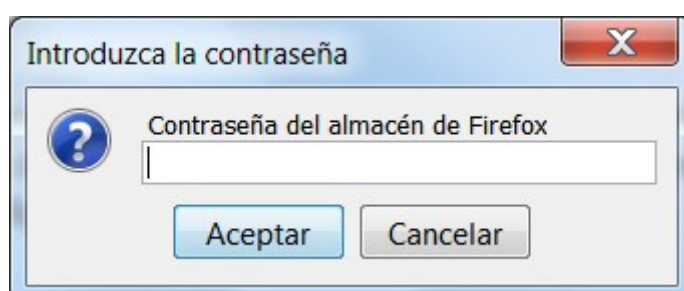 Introduzca la contraseña
Contraseña del almacén de Firefox
Aceptar
Cancelar